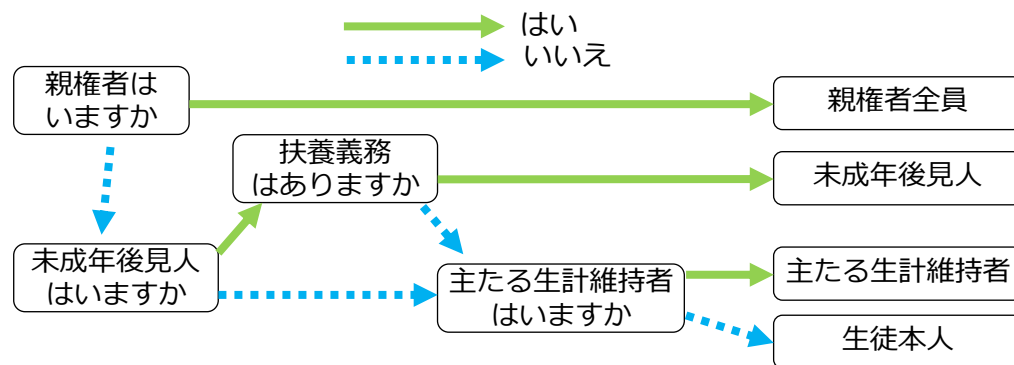 はい
いいえ
親権者は
いますか
親権者全員
扶養義務
はありますか
未成年後見人
未成年後見人
はいますか
主たる生計維持者
はいますか
主たる生計維持者
生徒本人